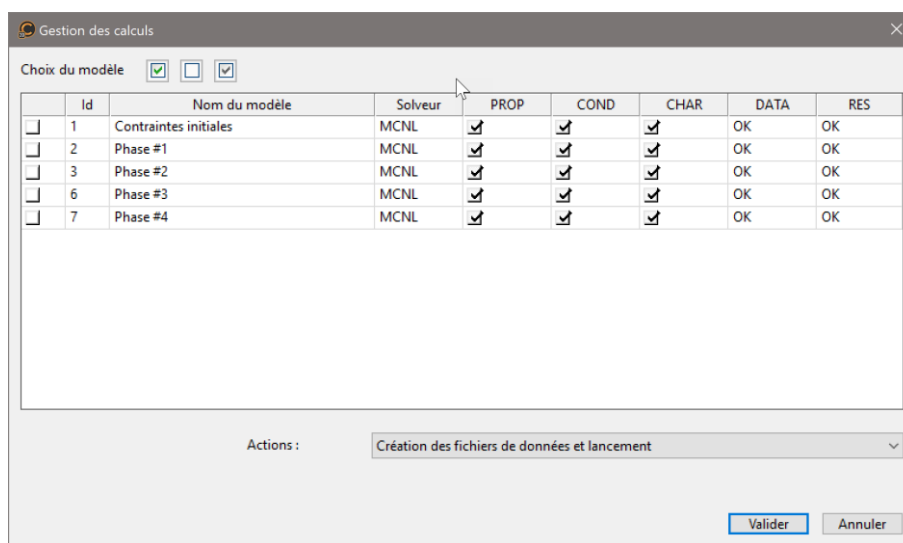 Gestion des calculs
Choix du modèle
Id Nom du modèle Solveur PROP COND CHAR DATA RES
1 Contraintes initiales MCNL OK OK
2 Phase #1 MCNL OK OK
3 Phase #2 MCNL OK OK
6 Phase #3 MCNL OK OK
7 Phase #4 MCNL OK OK
Actions : Création des fichiers de données et lancement
Valider Annuler